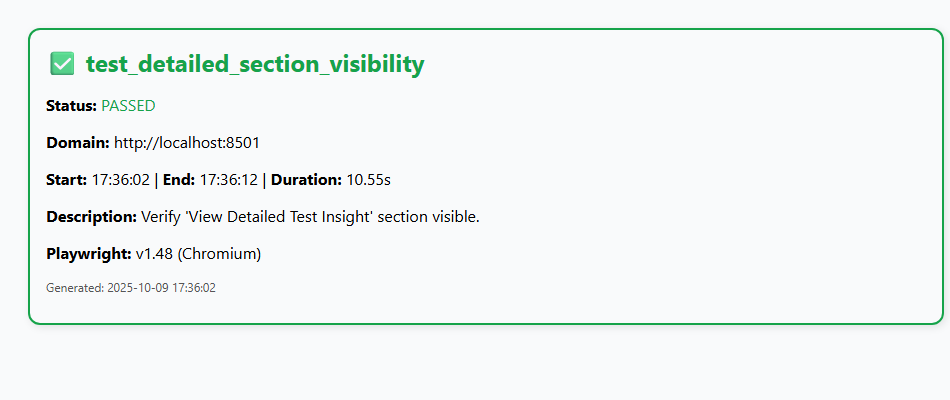 ✅ test_detailed_section_visibility
Status: PASSED
Domain: http://localhost:8501
Start: 17:36:02 | End: 17:36:12 | Duration: 10.55s
Description: Verify 'View Detailed Test Insight' section visible.
Playwright: v1.48 (Chromium)
Generated: 2025-10-09 17:36:02